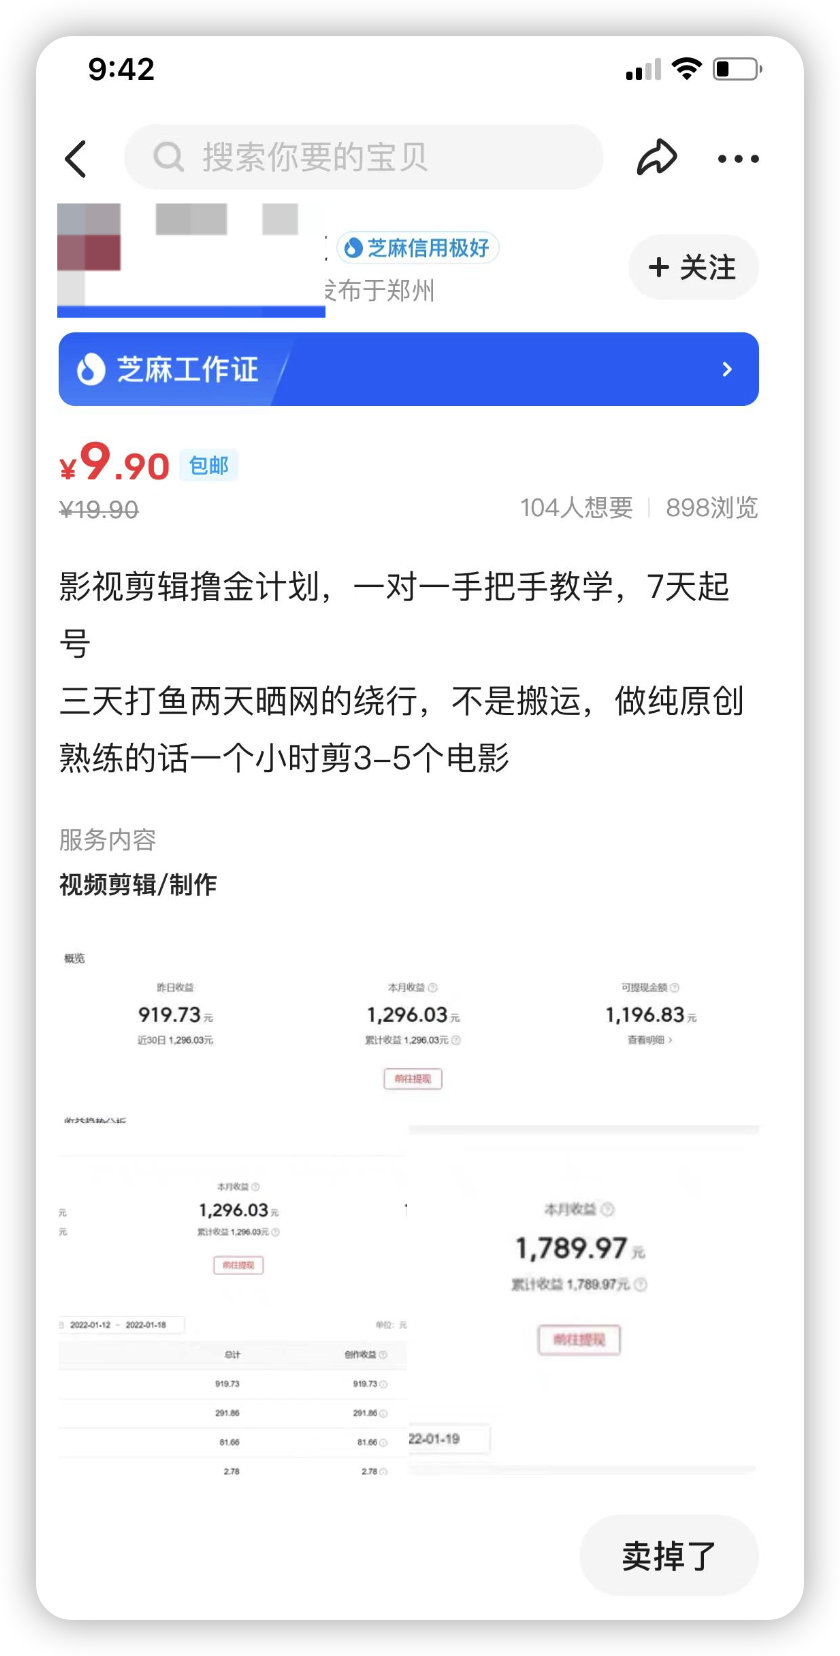 9:42
搜索你要的宝贝
芝麻信用极好
发布于郑州
+ 关注
芝麻工作证
¥9.90 包邮
¥19.90
104人想要 898浏览
影视剪辑撸金计划，一对一手把手教学，7天起
号
三天打鱼两天晒网的绕行，不是搬运，做纯原创
熟练的话一个小时剪3-5个电影
服务内容
视频剪辑/制作
概览
昨日收益 本月收益 可提现金额
919.73元 1,296.03元 1,196.83元
近30日 1,296.03元 累计收益 1,296.03元 查看明细 >
前往提现
收益趋势分析
本月收益
元 1,296.03元
元 累计收益 1,296.03元
前往提现
2022-01-12 - 2022-01-18 单位：元
总计 创作收益
919.73 919.73
291.86 291.86
81.66 81.66
2.78 2.78
本月收益
1,789.97元
累计收益 1,789.97元
前往提现
22-01-19
卖掉了